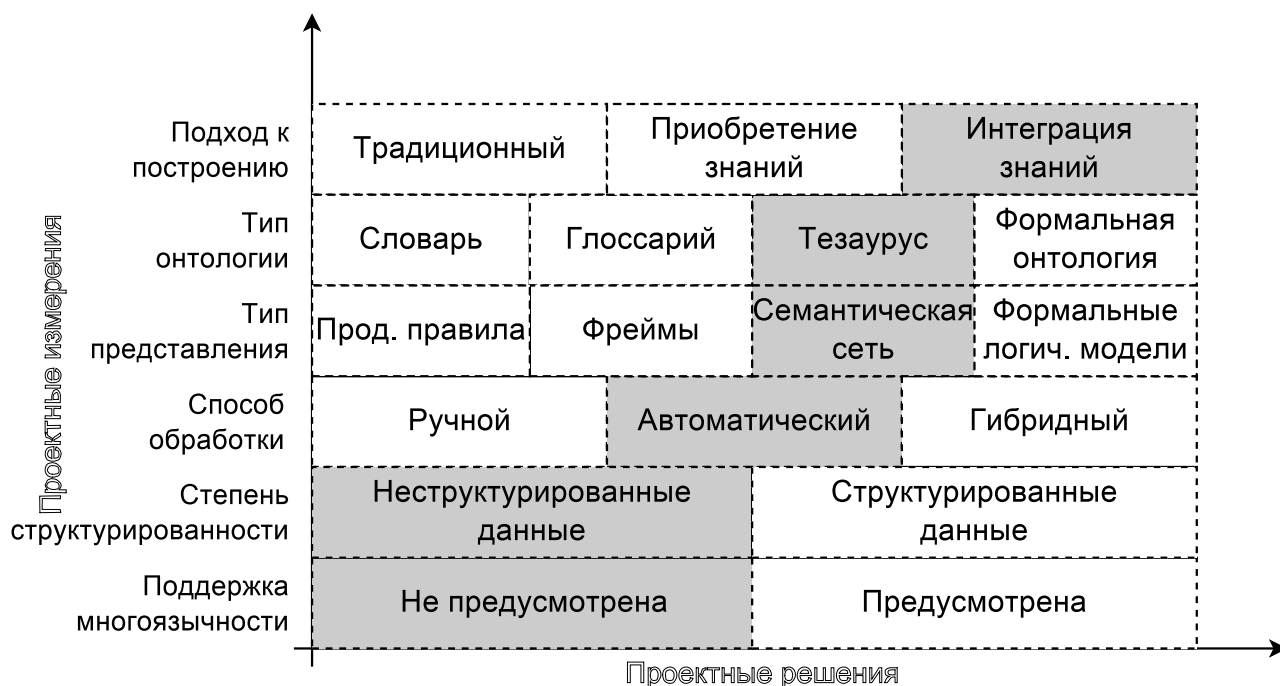 Подход к
построению
Традиционный
Приобретение
знаний
Интеграция
знаний
Тип
онтологии
Словарь
Глоссарий
Тезаурус
Формальная
онтология
Тип
представления
Прод. правила
Фреймы
Семантическая
сеть
Формальные
логич. модели
Способ
обработки
Ручной
Автоматический
Гибридный
Степень
структурированности
Неструктурированные
данные
Структурированные
данные
Поддержка
многоязычности
Не предусмотрена
Предусмотрена
Проектные измерения
Проектные решения